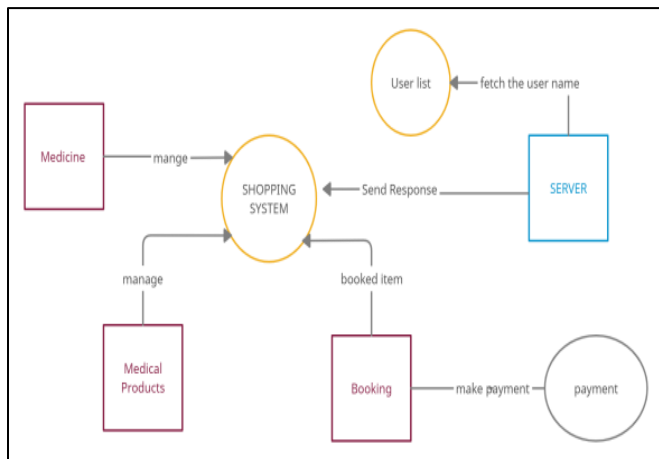 User list
fetch the user name
Medicine
mange
SHOPPING
SYSTEM
Send Response
SERVER
manage
booked item
Medical
Products
Booking
make payment
payment